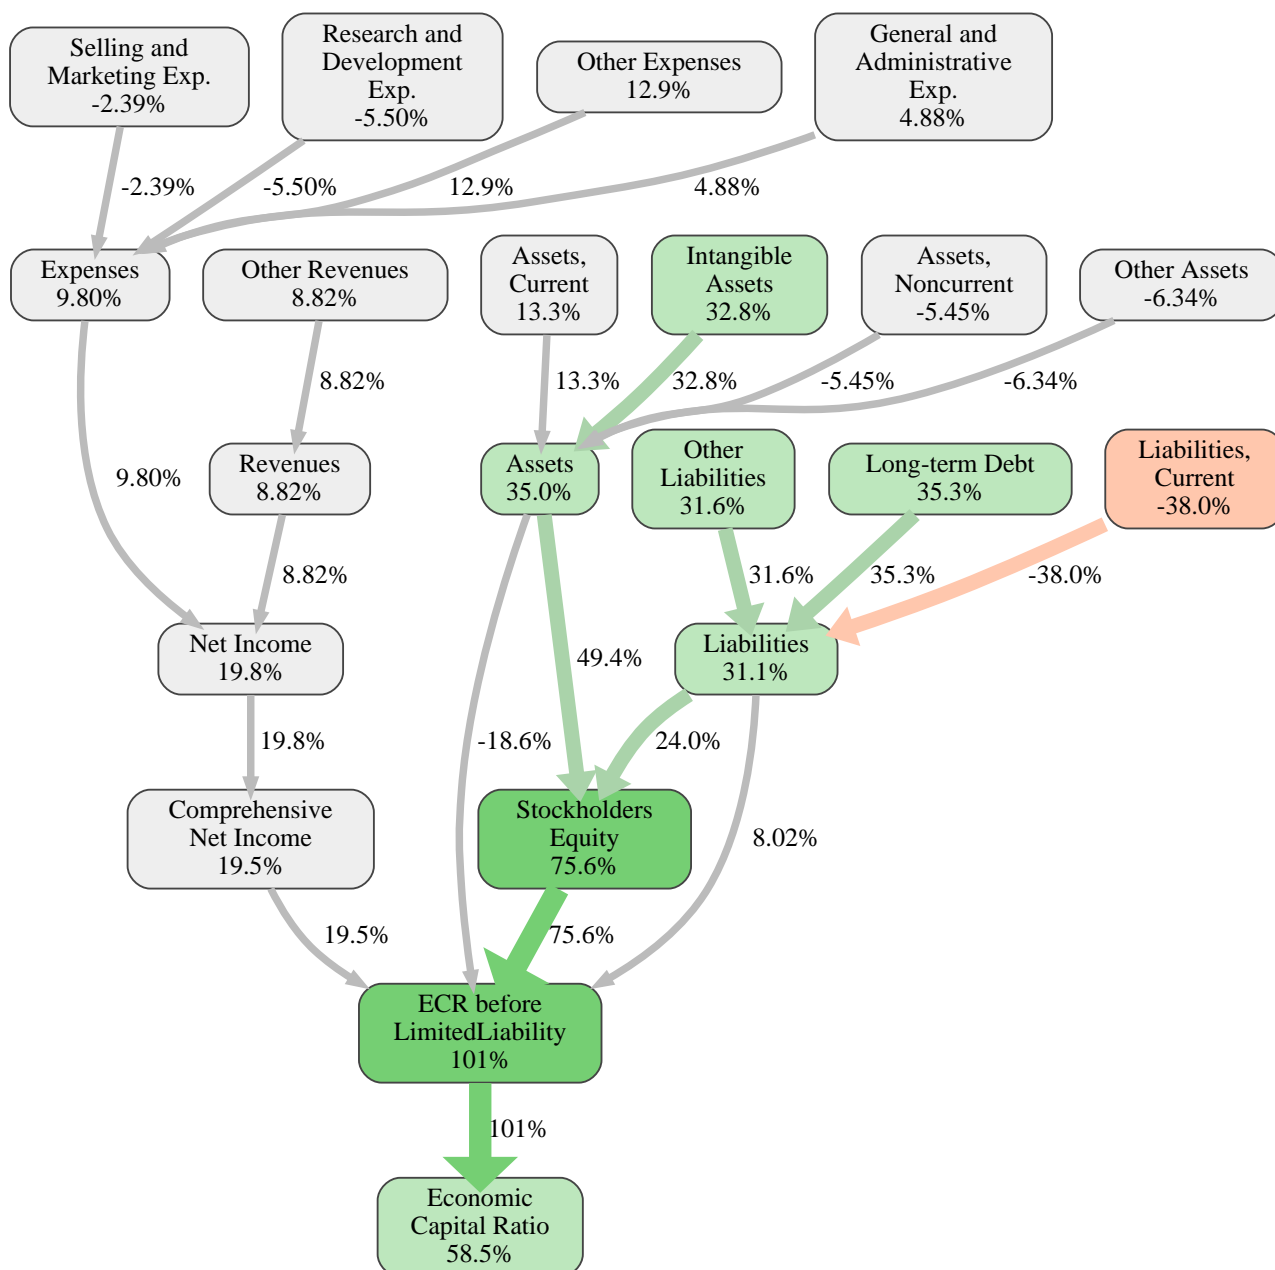 Selling and
Marketing Exp.
-2.39%
Research and
Development
Exp.
-5.50%
Other Expenses
12.9%
General and
Administrative
Exp.
4.88%
-2.39%
-5.50%
12.9%
4.88%
Expenses
9.80%
Other Revenues
8.82%
Assets,
Current
13.3%
Intangible
Assets
32.8%
Assets,
Noncurrent
-5.45%
Other Assets
-6.34%
8.82%
13.3%
32.8%
-5.45%
-6.34%
9.80%
Revenues
8.82%
Assets
35.0%
Other
Liabilities
31.6%
Long-term Debt
35.3%
Liabilities,
Current
-38.0%
8.82%
31.6%
35.3%
-38.0%
Net Income
19.8%
49.4%
Liabilities
31.1%
19.8%
-18.6%
24.0%
Comprehensive
Net Income
19.5%
Stockholders
Equity
75.6%
8.02%
19.5%
75.6%
ECR before
LimitedLiability
101%
101%
Economic
Capital Ratio
58.5%